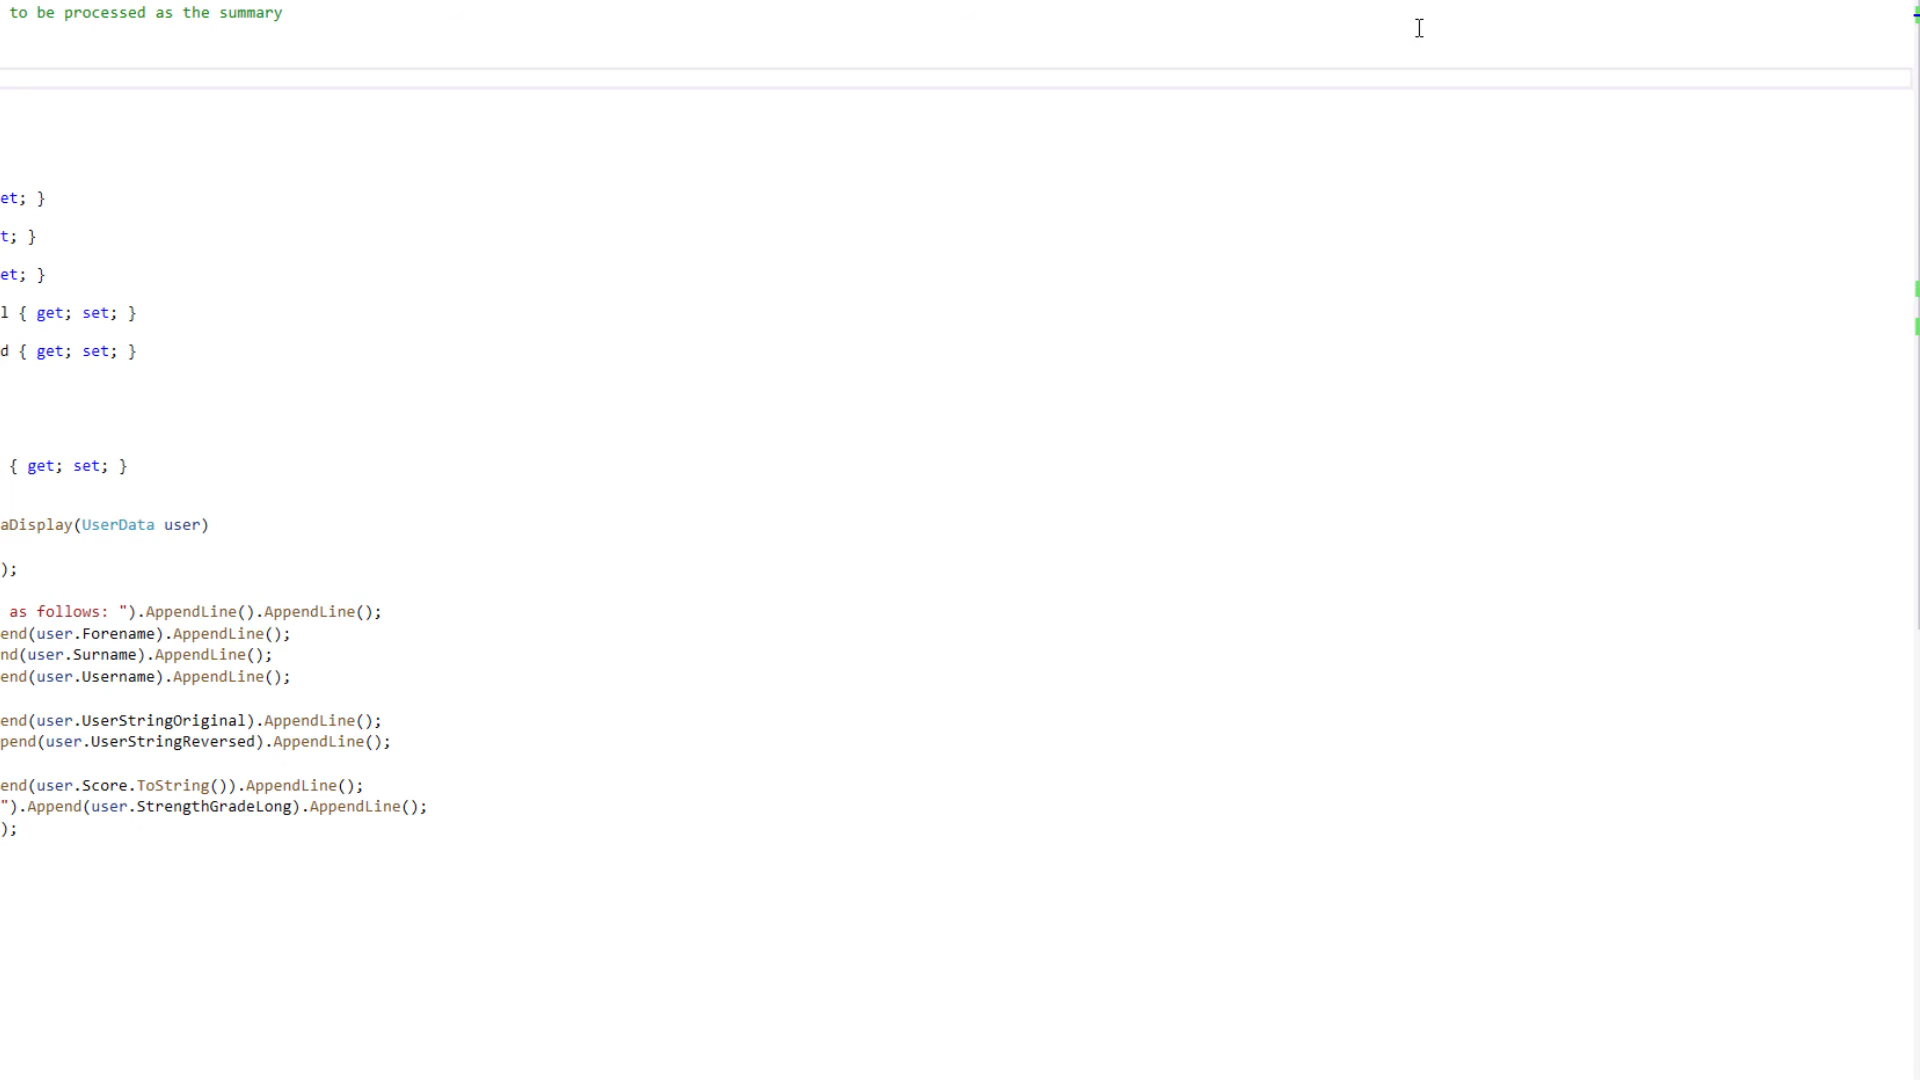 to be processed as the summary
et; }
t; }
et; }
l { get; set; }
d { get; set; }
{ get; set; }
aDisplay(UserData user)
);
as follows: ").AppendLine().AppendLine();
end(user.Forename).AppendLine();
nd(user.Surname).AppendLine();
end(user.Username).AppendLine();
end(user.UserStringOriginal).AppendLine();
pend(user.UserStringReversed).AppendLine();
end(user.Score.ToString()).AppendLine();
").Append(user.StrengthGradeLong).AppendLine();
);